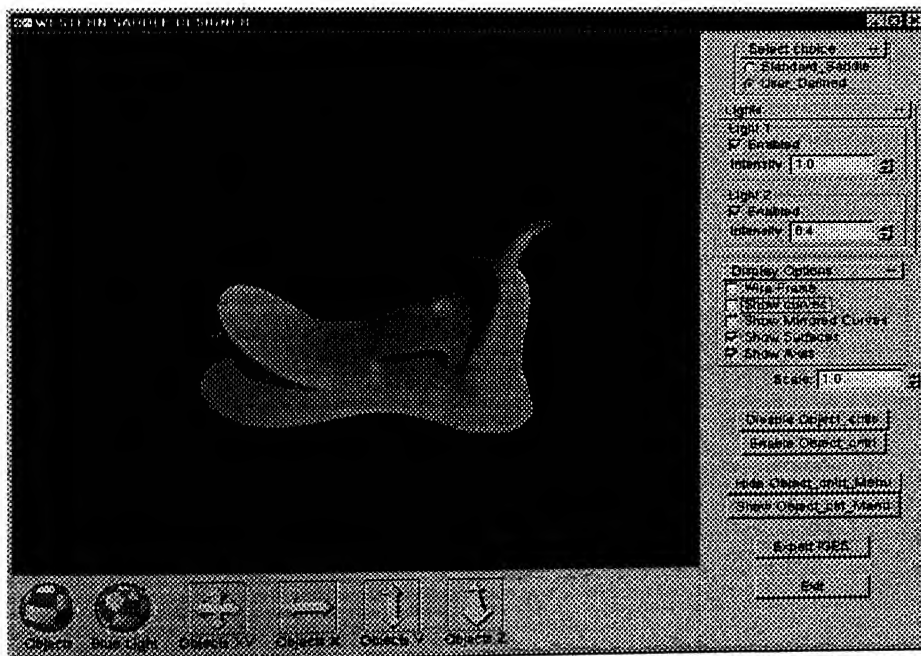 WESTERN SADDLE DESIGNER
Select choice
Standard_Saddle
User_Defined
Lights
Light 1
Enabled
Intensity 1.0
Light 2
Enabled
Intensity 0.4
Display Options
Wire Frame
Show curves
Show Mirrored Curves
Show Surfaces
Show Axis
Scale 1.0
Disable Object_cntrl
Enable Object_cntrl
Hide Object_cntrl_Menu
Show Object_cntrl_Menu
Export IGES
Exit
Objects
Blue Light
Objects XY
Objects X
Objects Y
Objects Z